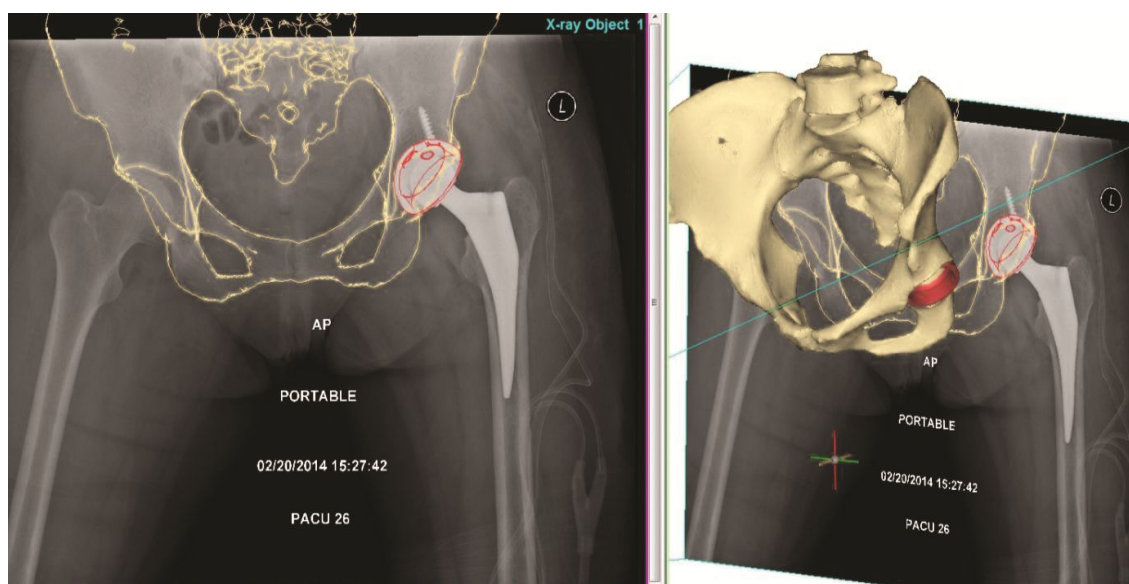 X-ray Object 1
L
AP
PORTABLE
02/20/2014 15:27:42
PACU 26
L
AP
PORTABLE
02/20/2014 15:27:42
PACU 26